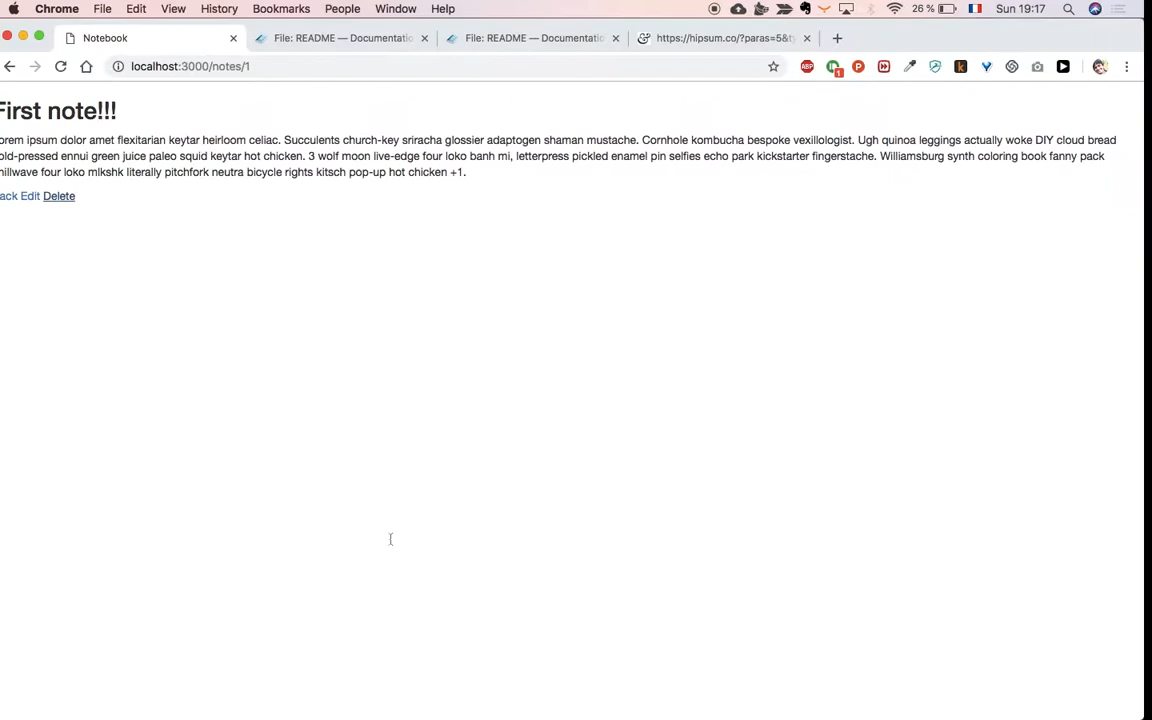 Chrome File Edit View History Bookmarks People Window Help 26 % Sun 19:17
Notebook File: README — Documentatio File: README — Documentatio https://hipsum.co/?paras=5&t
localhost:3000/notes/1 ABP 1
First note!!!
orem ipsum dolor amet flexitarian keytar heirloom celiac. Succulents church-key sriracha glossier adaptogen shaman mustache. Cornhole kombucha bespoke vexillologist. Ugh quinoa leggings actually woke DIY cloud bread
old-pressed ennui green juice paleo squid keytar hot chicken. 3 wolf moon live-edge four loko banh mi, letterpress pickled enamel pin selfies echo park kickstarter fingerstache. Williamsburg synth coloring book fanny pack
hillwave four loko mlkshk literally pitchfork neutra bicycle rights kitsch pop-up hot chicken +1.
ack Edit Delete